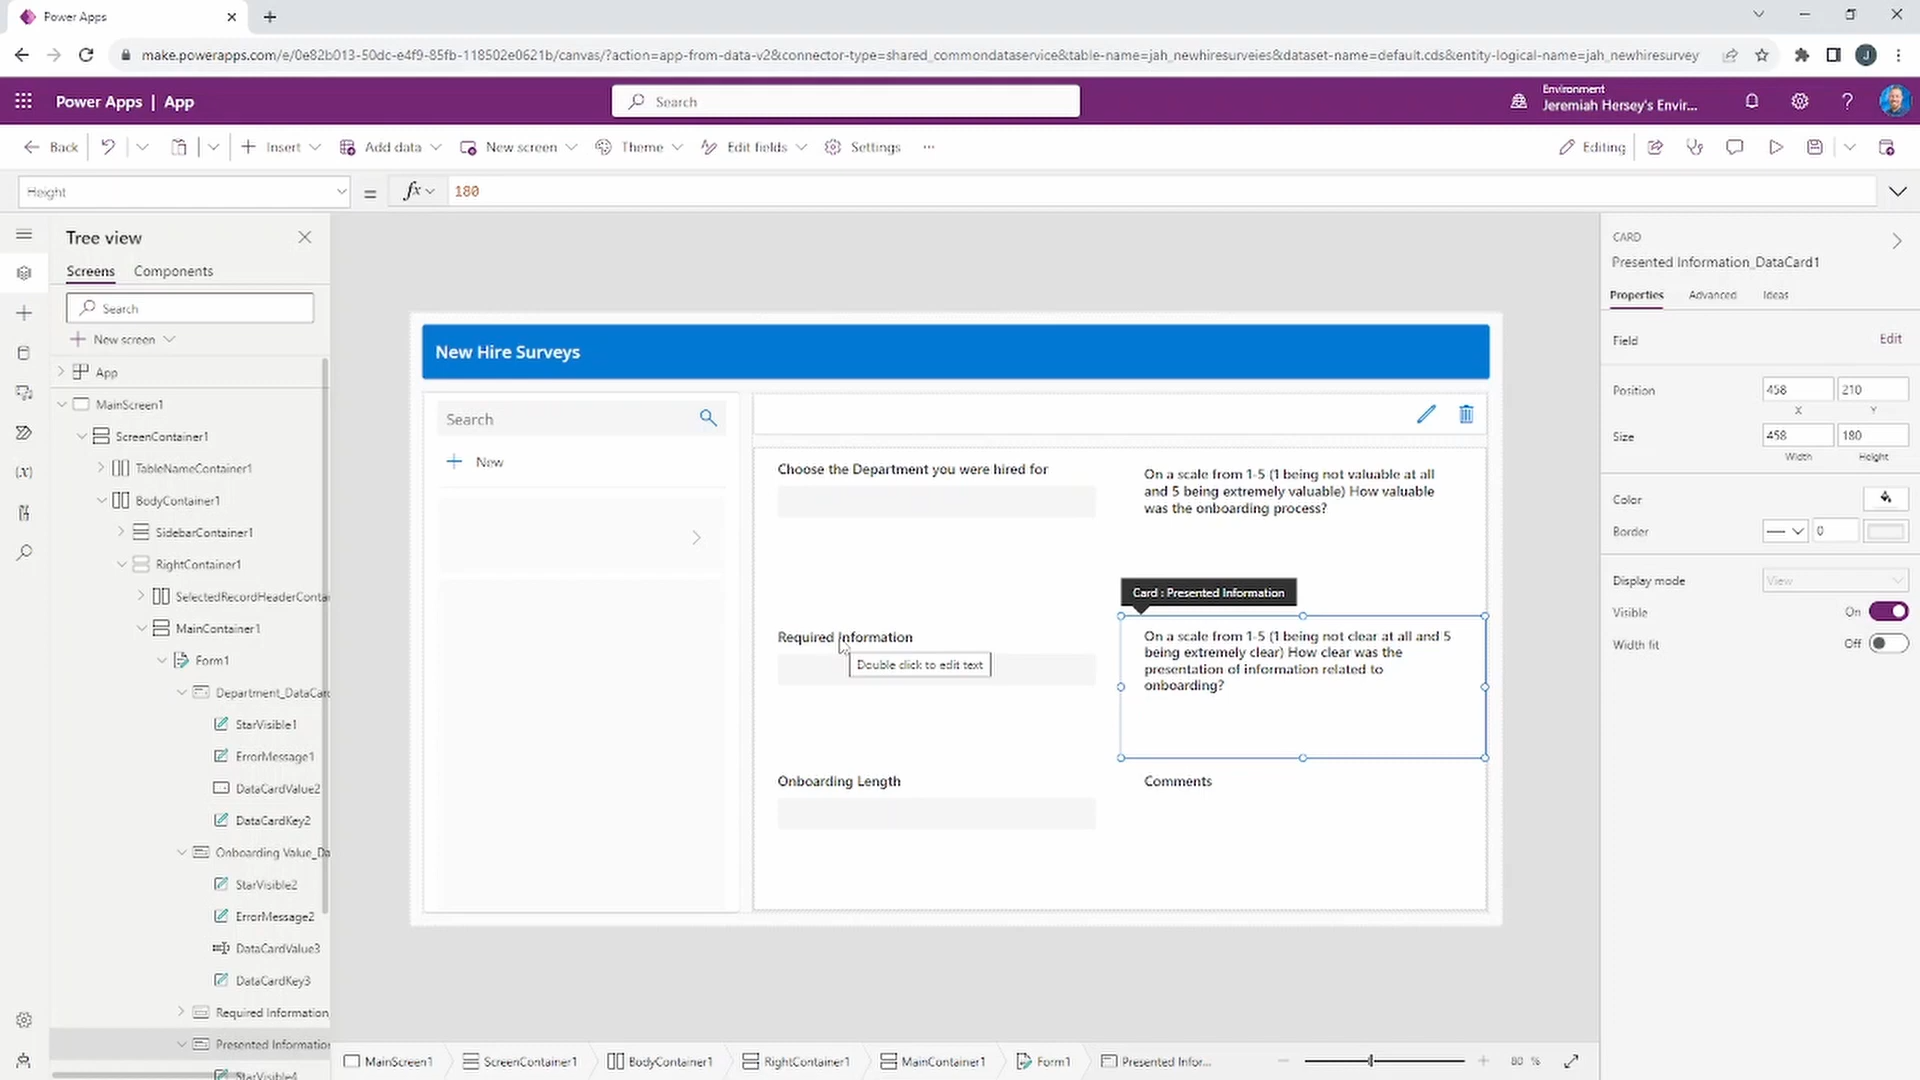 Power Apps
make.powerapps.com/e/0e82b013-50dc-e4f9-85fb-118502e0621b/canvas/?action=app-from-data-v2&connector-type=shared_commondataservice&table-name=jah_newhiresurveies&dataset-name=default.cds&entity-logical-name=jah_newhiresurvey
J
Power Apps | App
Search
Environment
Jeremiah Hersey's Envir...
?
Back
Insert
Add data
New screen
Theme
Edit fields
Settings
...
Editing
Height
=
fx
180
Tree view
Screens
Components
Search
New screen
App
MainScreen1
ScreenContainer1
TableNameContainer1
BodyContainer1
SidebarContainer1
RightContainer1
SelectedRecordHeaderContai
MainContainer1
Form1
Department_DataCard
StarVisible1
ErrorMessage1
DataCardValue2
DataCardKey2
Onboarding Value_Da
StarVisible2
ErrorMessage2
DataCardValue3
DataCardKey3
Required Information_
Presented Information
StarVisible4
New Hire Surveys
Search
New
Choose the Department you were hired for
On a scale from 1-5 (1 being not valuable at all
and 5 being extremely valuable) How valuable
was the onboarding process?
Card : Presented Information
Required Information
Double click to edit text
On a scale from 1-5 (1 being not clear at all and 5
being extremely clear) How clear was the
presentation of information related to
onboarding?
Onboarding Length
Comments
CARD
Presented Information_DataCard1
Properties
Advanced
Ideas
Field
Edit
Position
458
210
X
Y
Size
458
180
Width
Height
Color
Border
0
Display mode
View
Visible
On
Width fit
Off
MainScreen1
ScreenContainer1
BodyContainer1
RightContainer1
MainContainer1
Form1
Presented Infor...
80 %